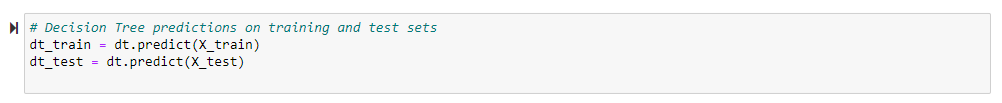 # Decision Tree predictions on training and test sets
dt_train = dt.predict(X_train)
dt_test = dt.predict(X_test)